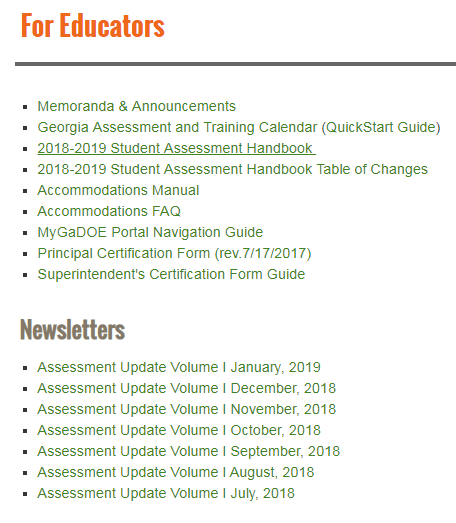 For Educators
Memoranda & Announcements
Georgia Assessment and Training Calendar (QuickStart Guide)
2018-2019 Student Assessment Handbook
2018-2019 Student Assessment Handbook Table of Changes
Accommodations Manual
Accommodations FAQ
MyGaDOE Portal Navigation Guide
Principal Certification Form (rev.7/17/2017)
Superintendent's Certification Form Guide
Newsletters
Assessment Update Volume I January, 2019
Assessment Update Volume I December, 2018
Assessment Update Volume I November, 2018
Assessment Update Volume I October, 2018
Assessment Update Volume I September, 2018
Assessment Update Volume I August, 2018
Assessment Update Volume I July, 2018